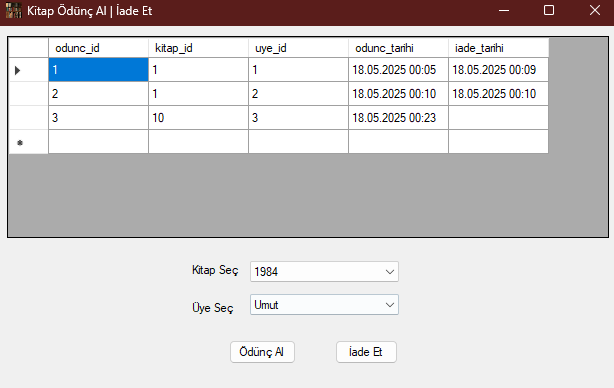 Kitap Ödünç Al | İade Et
odunc_id kitap_id uye_id odunc_tarihi iade_tarihi
1 1 1 18.05.2025 00:05 18.05.2025 00:09
2 1 2 18.05.2025 00:10 18.05.2025 00:10
3 10 3 18.05.2025 00:23
Kitap Seç 1984
Üye Seç Umut
Ödünç Al İade Et